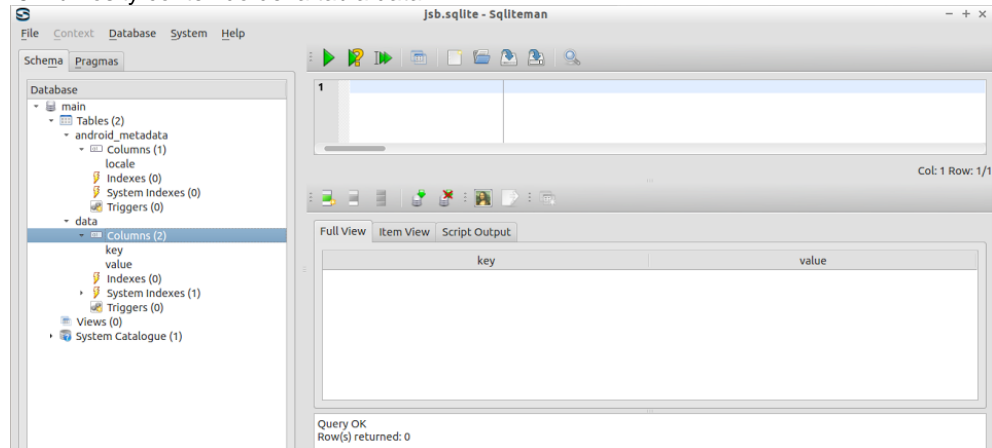 jsb.sqlite - Sqliteman
File Context Database System Help
Schema Pragmas
Database
main
Tables (2)
android_metadata
Columns (1)
locale
Indexes (0)
System Indexes (0)
Triggers (0)
data
Columns (2)
key
value
Indexes (0)
System Indexes (1)
Triggers (0)
Views (0)
System Catalogue (1)
1
Col: 1 Row: 1/1
Full View Item View Script Output
key value
Query OK
Row(s) returned: 0